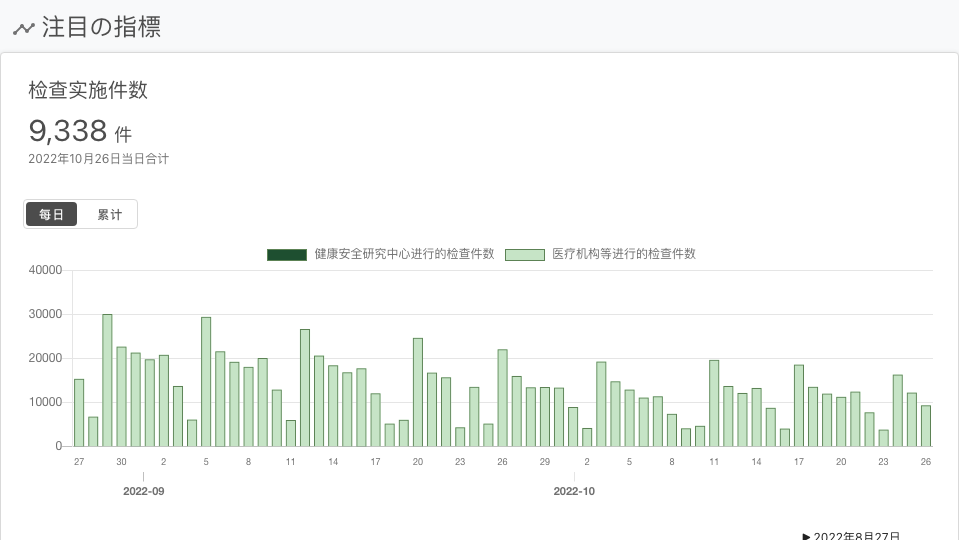 注目の指標
检查实施件数
9,338 件
2022年10月26日当日合计
每日 累计
健康安全研究中心进行的检查件数 医疗机构等进行的检查件数
40000
30000
20000
10000
0
27 30 2 5 8 11 14 17 20 23 26 29 2 5 8 11 14 17 20 23 26
2022-09 2022-10
2022年8月27日